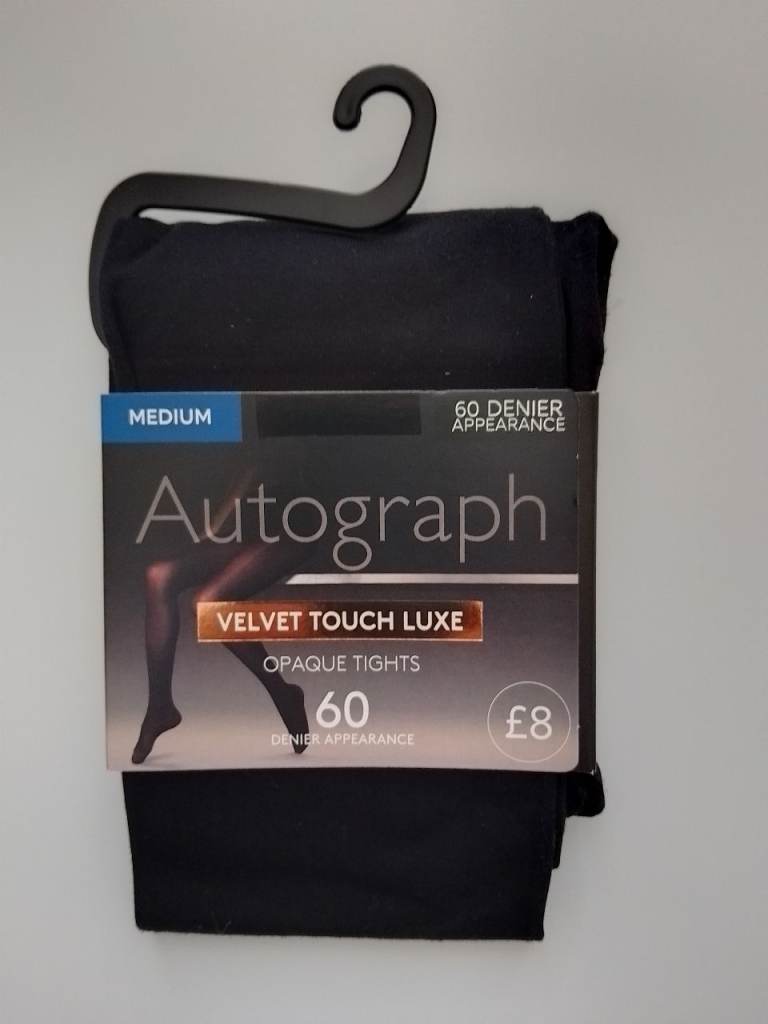 MEDIUM
60 DENIER
APPEARANCE
Autograph
VELVET TOUCH LUXE
OPAQUE TIGHTS
60
DENIER APPEARANCE
£8